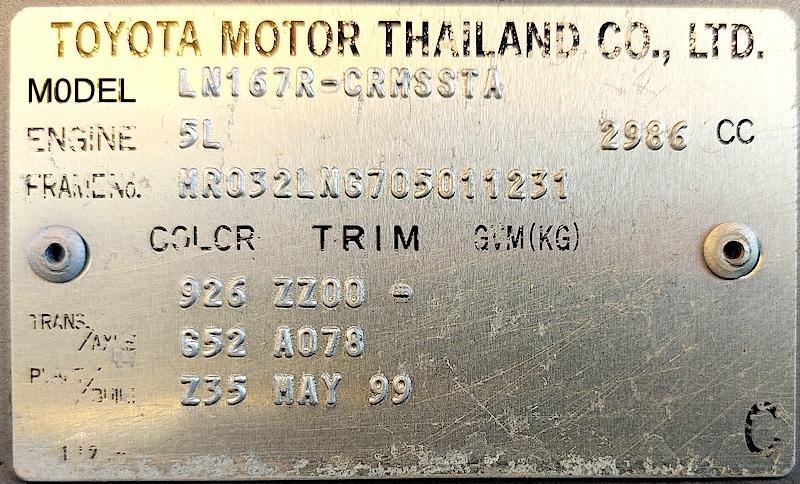 TOYOTA MOTOR THAILAND CO., LTD.
MODEL LN167R-CRMSSTA
ENGINE 5L 2986 CC
FRAME No. MR032LNG705011231
COLOR TRIM GVM(KG)
926 ZZ00 -
TRANS./AXLE G52 A078
PLANT/BUILD Z35 MAY 99
C